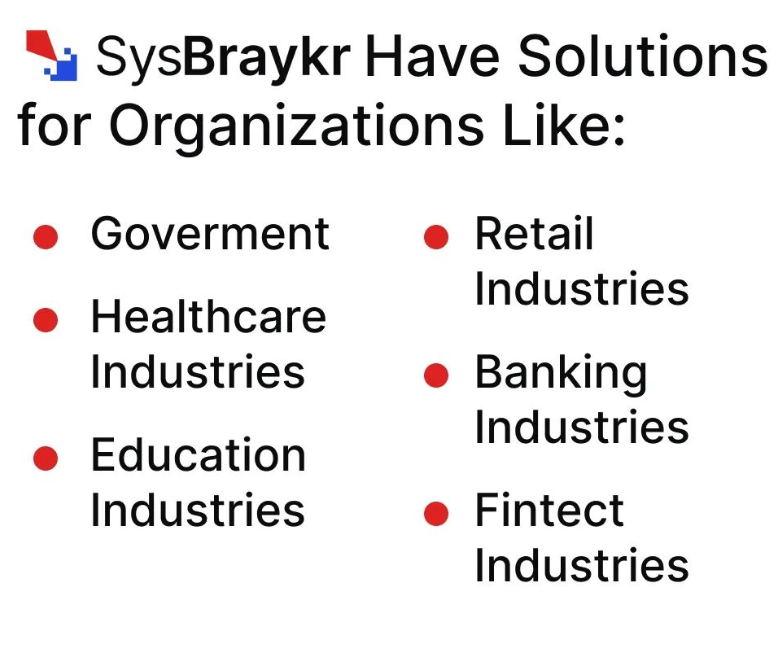 SysBraykr Have Solutions
for Organizations Like:
Goverment
Healthcare
Industries
Education
Industries
Retail
Industries
Banking
Industries
Fintect
Industries